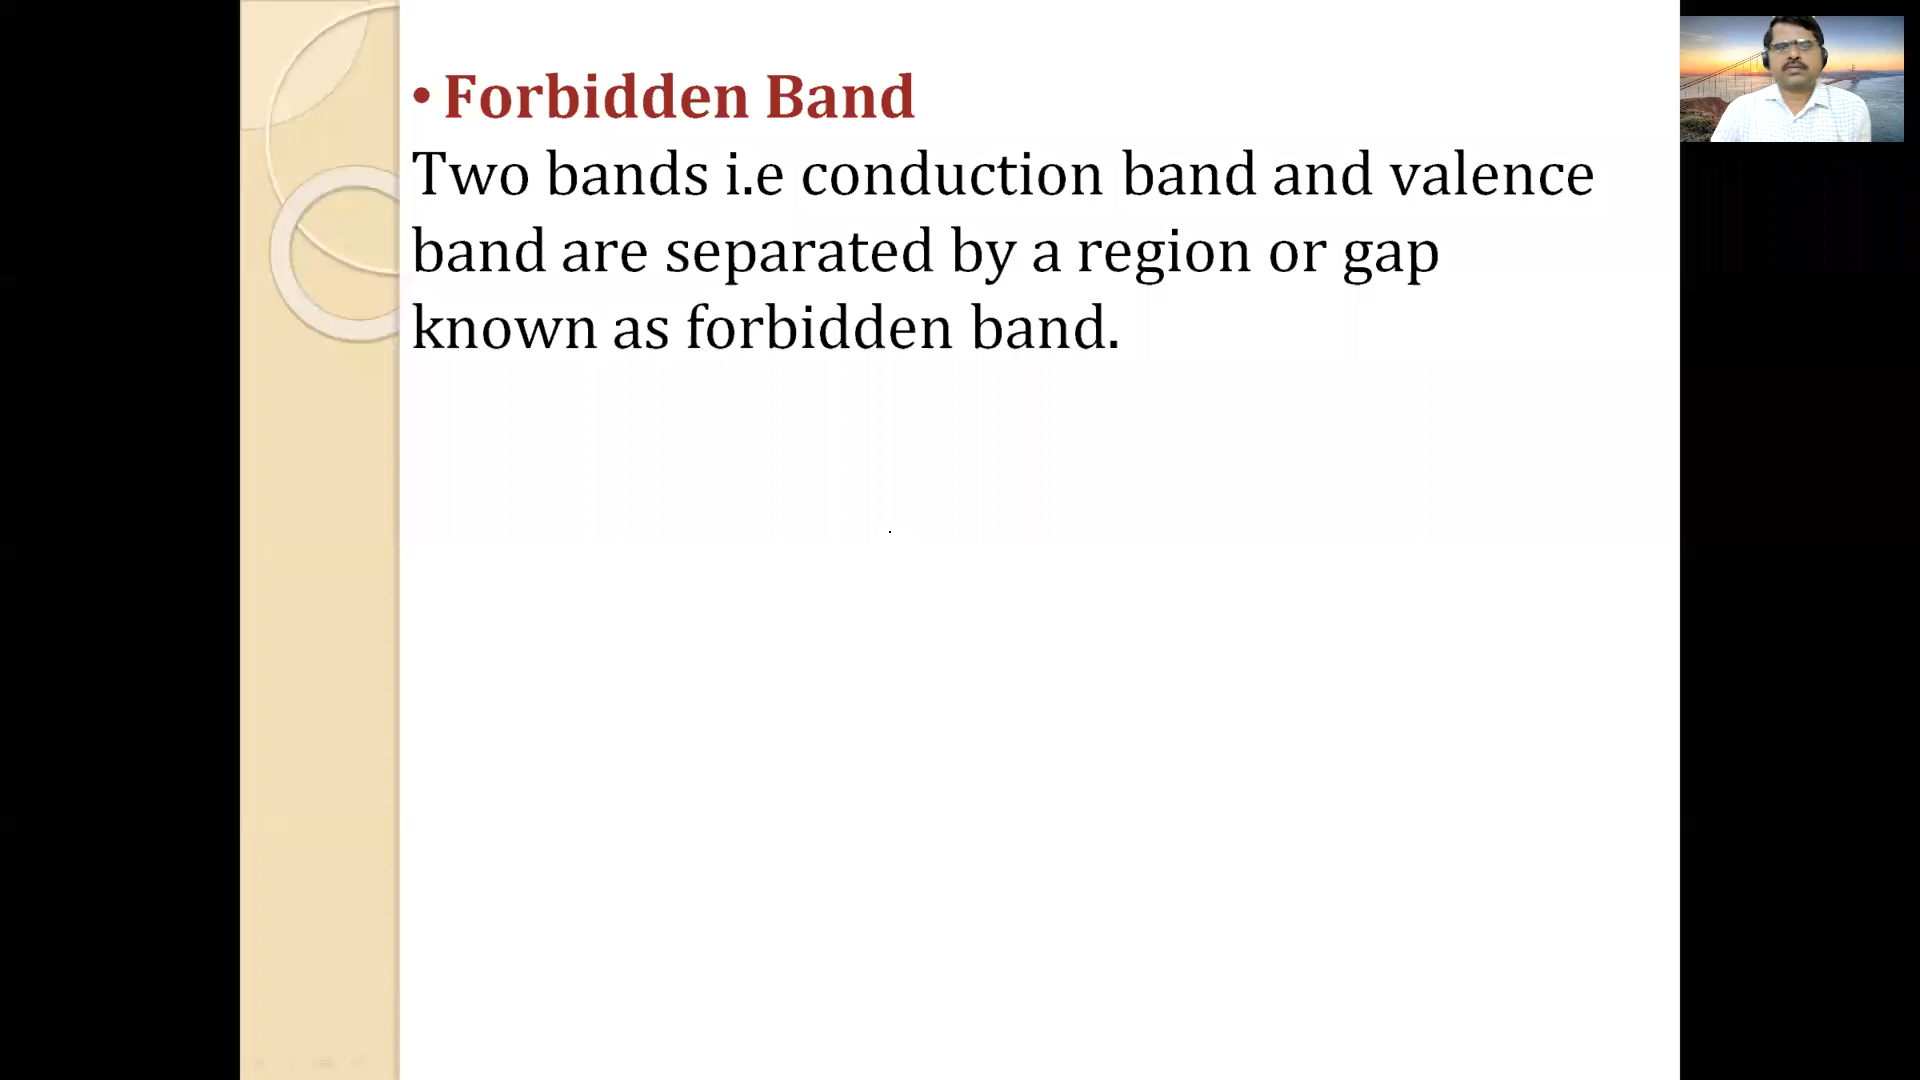 • Forbidden Band
Two bands i.e conduction band and valence
band are separated by a region or gap
known as forbidden band.